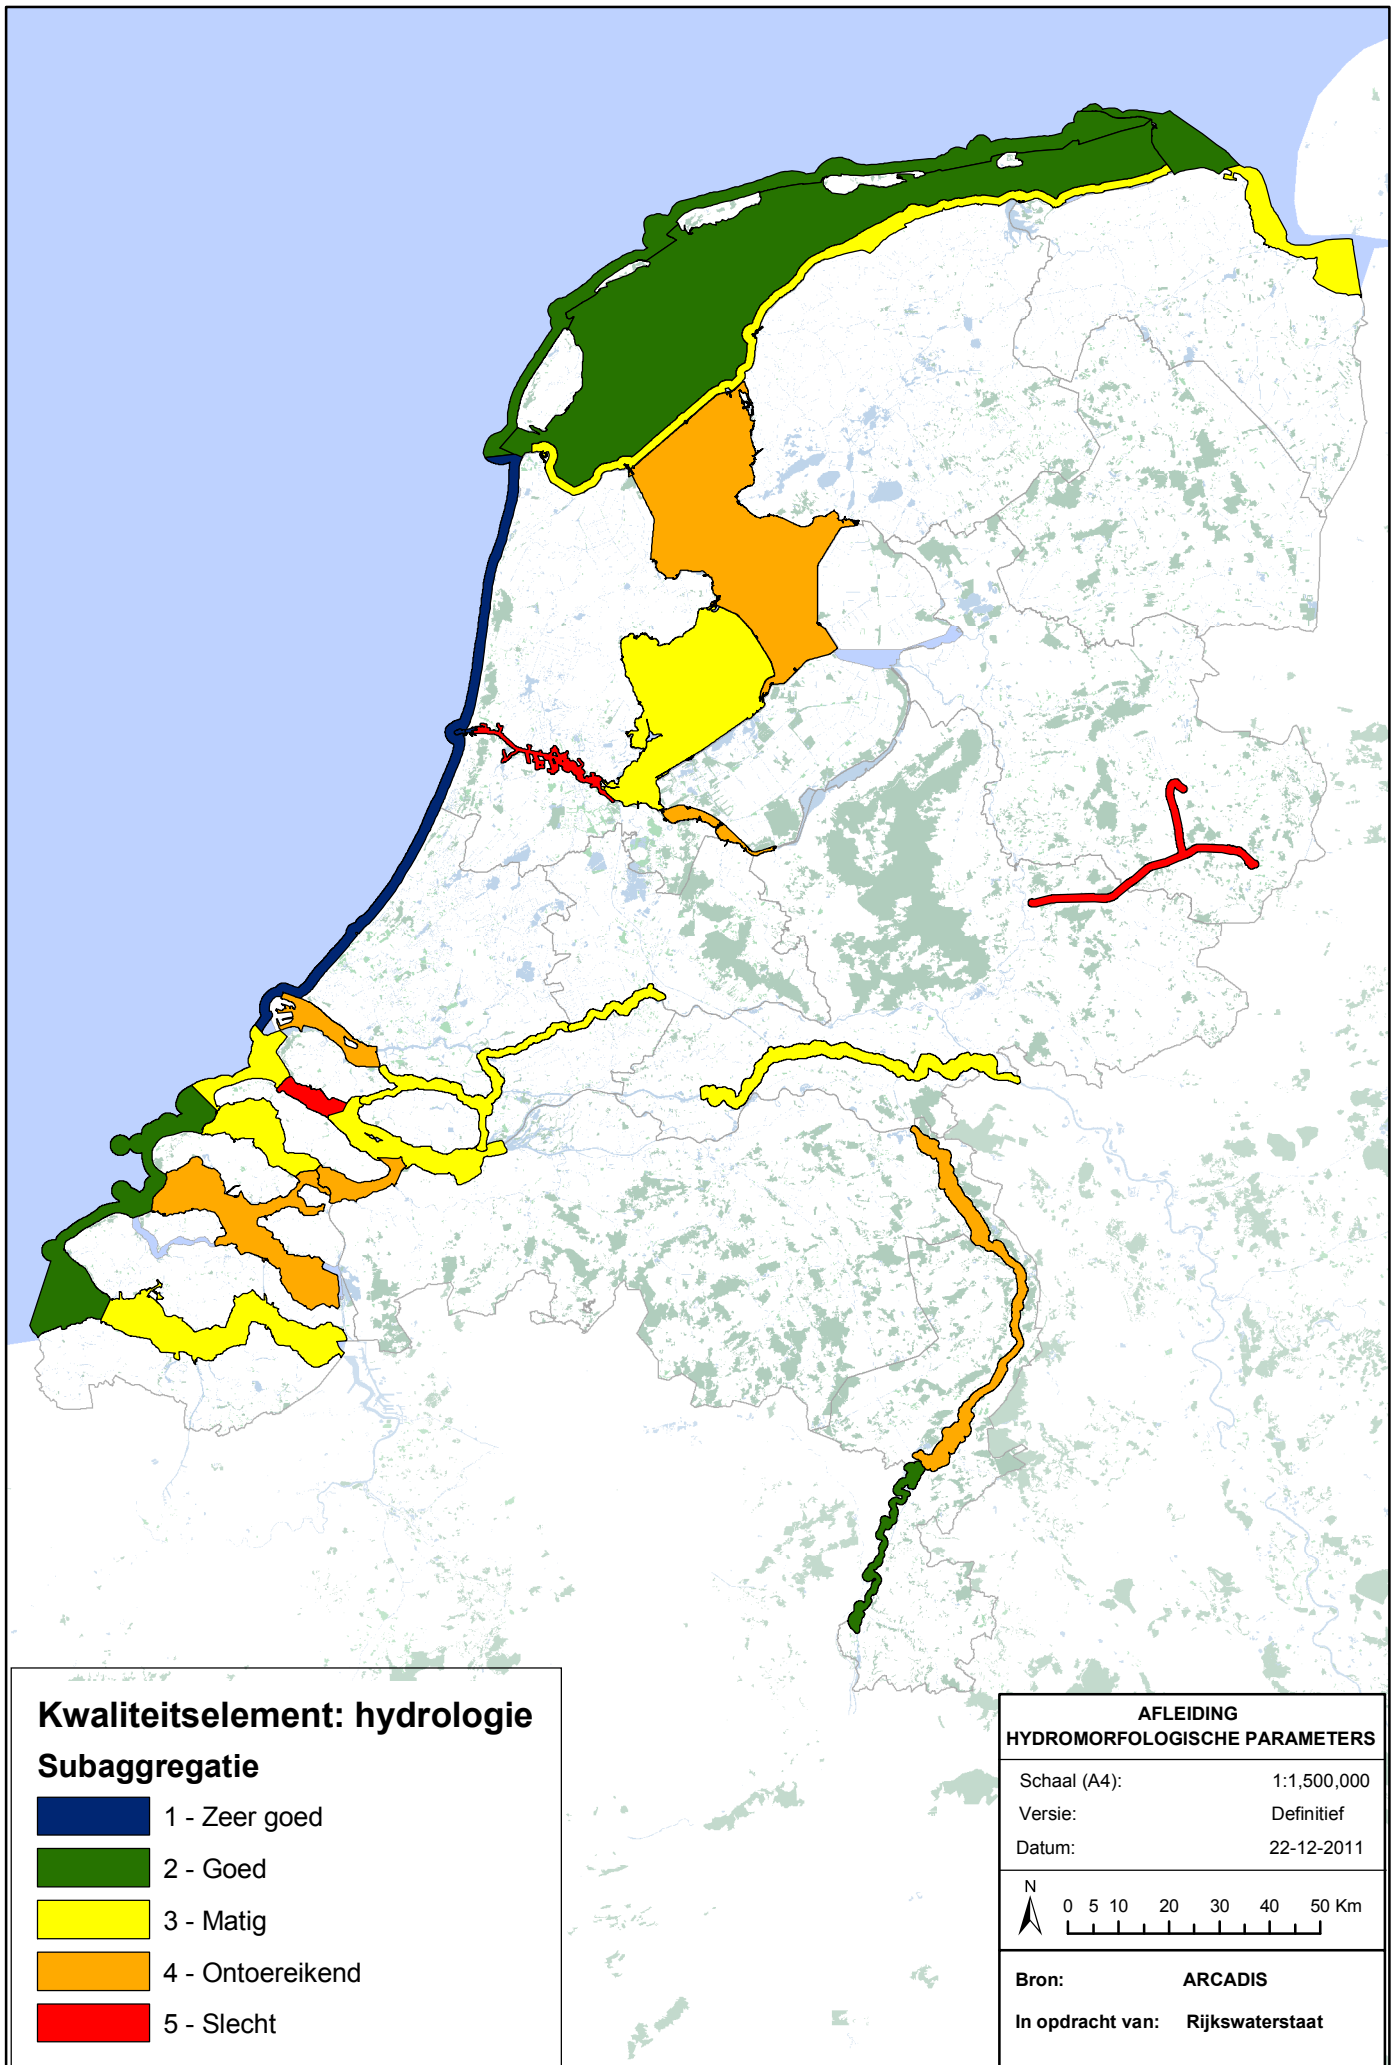 Kwaliteitselement: hydrologie
Subaggregatie
1 - Zeer goed
2 - Goed
3 - Matig
4 - Ontoereikend
5 - Slecht
AFLEIDING
HYDROMORFOLOGISCHE PARAMETERS
Schaal (A4): 1:1,500,000
Versie: Definitief
Datum: 22-12-2011
N
0 5 10 20 30 40 50 Km
Bron: ARCADIS
In opdracht van: Rijkswaterstaat